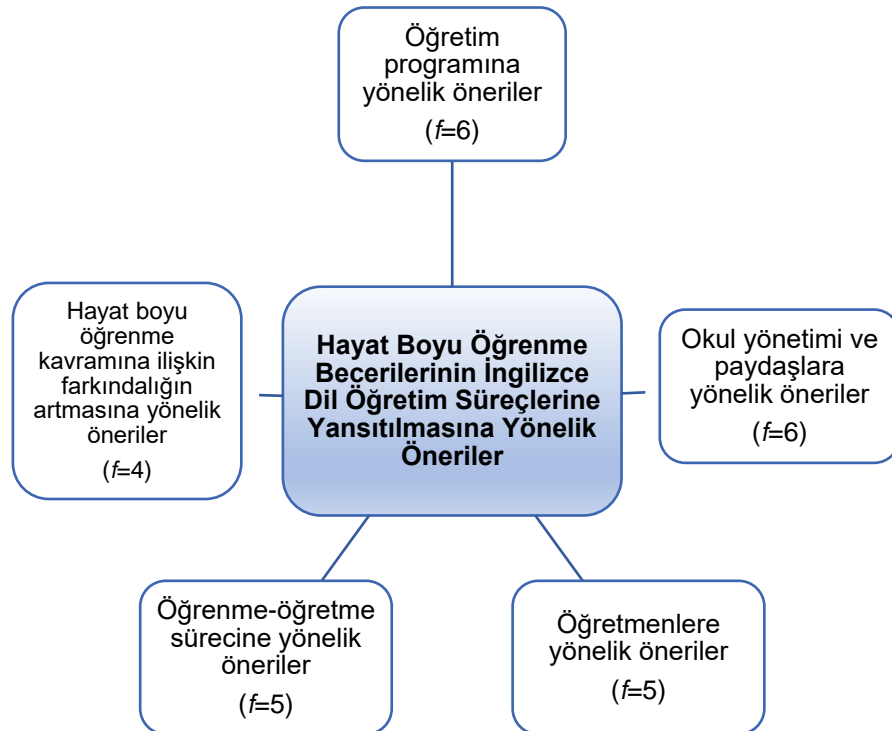 Öğretim
programına
yönelik öneriler
(f=6)
Hayat boyu
öğrenme
kavramına ilişkin
farkındalığın
artmasına yönelik
öneriler
(f=4)
Hayat Boyu Öğrenme
Becerilerinin İngilizce
Dil Öğretim Süreçlerine
Yansıtılmasına Yönelik
Öneriler
Okul yönetimi ve
paydaşlara
yönelik öneriler
(f=6)
Öğrenme-öğretme
sürecine yönelik
öneriler
(f=5)
Öğretmenlere
yönelik öneriler
(f=5)